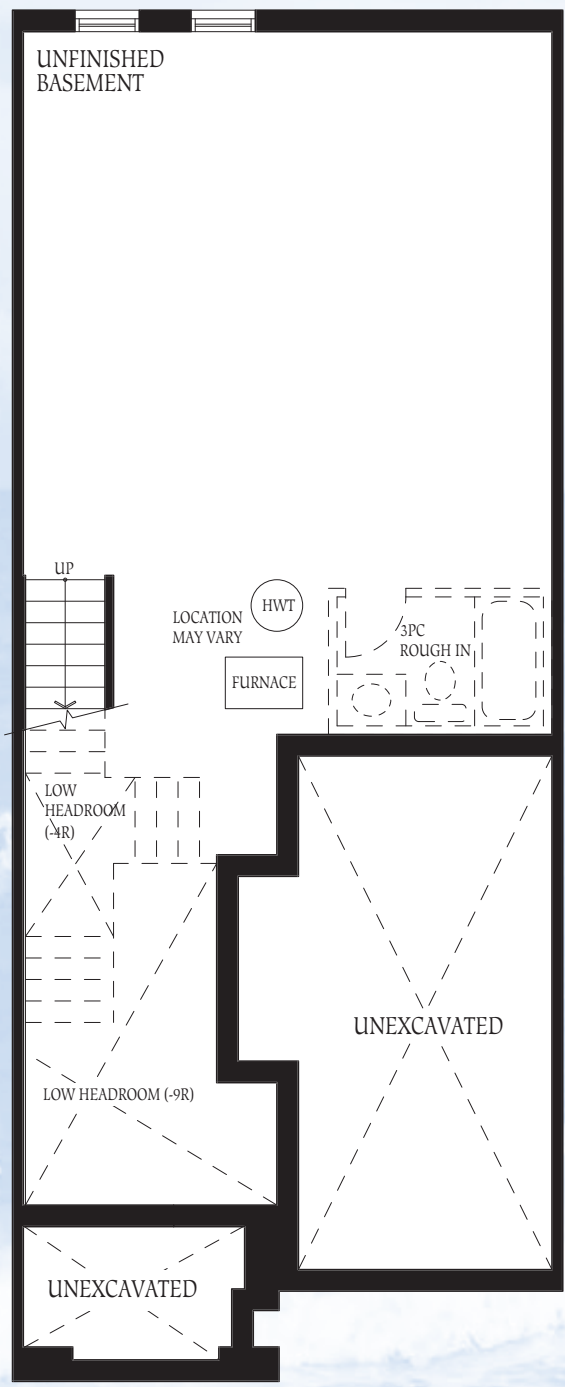 UNFINISHED
BASEMENT
UP
LOCATION
MAY VARY
HWT
3PC
ROUGH IN
FURNACE
LOW
HEADROOM
(-4R)
UNEXCAVATED
LOW HEADROOM (-9R)
UNEXCAVATED